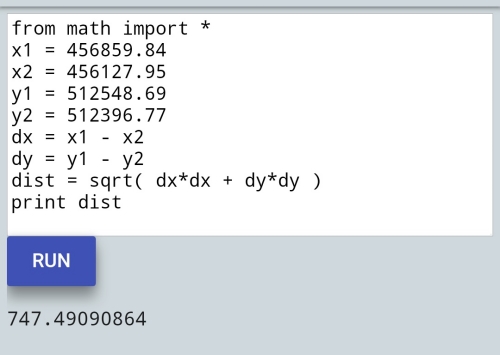 from math import *
x1 = 456859.84
x2 = 456127.95
y1 = 512548.69
y2 = 512396.77
dx = x1 - x2
dy = y1 - y2
dist = sqrt( dx*dx + dy*dy )
print dist
RUN
747.49090864